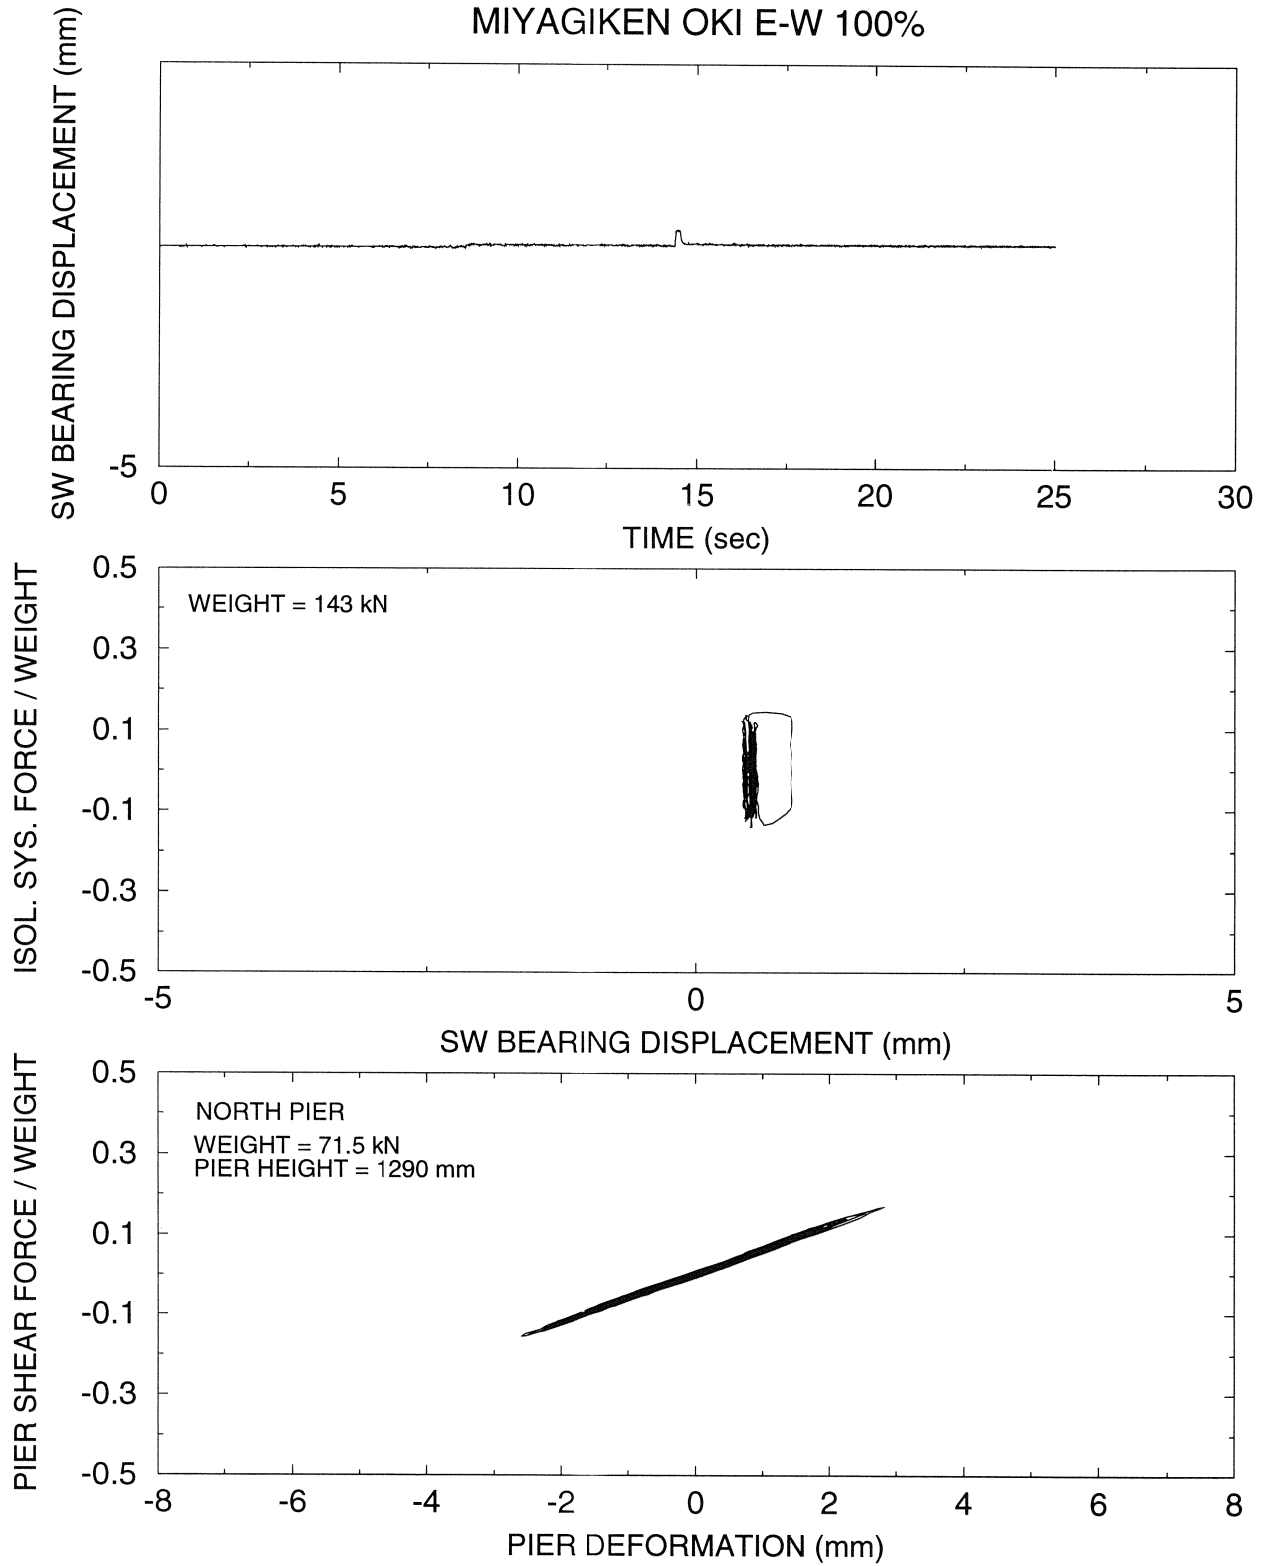 MIYAGIKEN OKI E-W 100%
SW BEARING DISPLACEMENT (mm)
-5
0 5 10 15 20 25 30
TIME (sec)
ISOL. SYS. FORCE / WEIGHT
0.5
WEIGHT = 143 kN
0.3
0.1
-0.1
-0.3
-0.5
-5 0 5
SW BEARING DISPLACEMENT (mm)
PIER SHEAR FORCE / WEIGHT
0.5
NORTH PIER
WEIGHT = 71.5 kN
0.3
PIER HEIGHT = 1290 mm
0.1
-0.1
-0.3
-0.5
-8 -6 -4 -2 0 2 4 6 8
PIER DEFORMATION (mm)